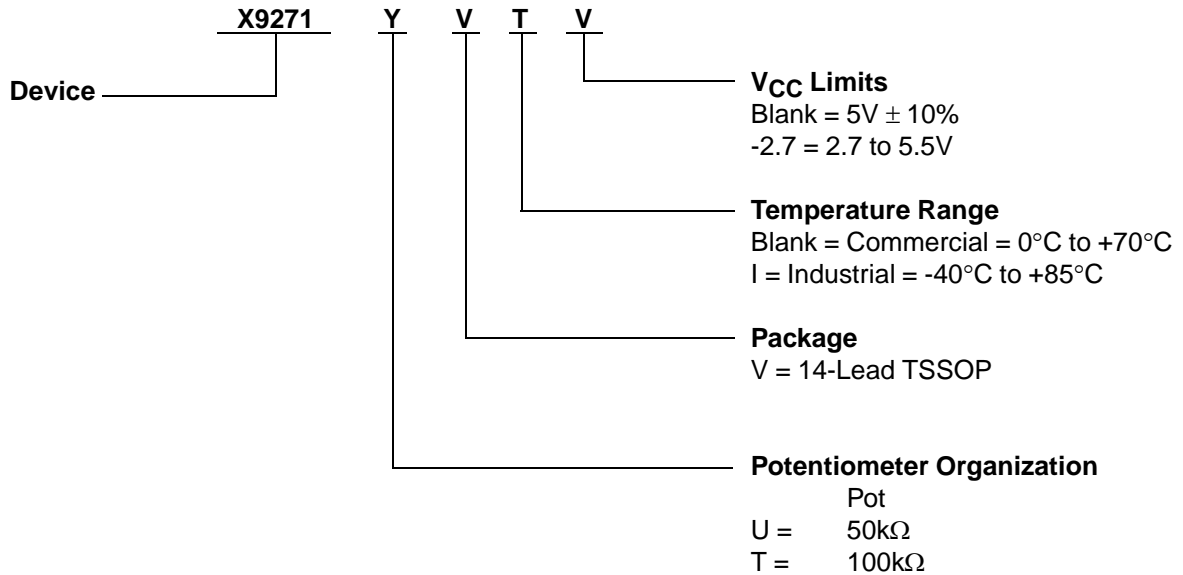 X9271 Y V T V
Device
VCC Limits
Blank = 5V ± 10%
-2.7 = 2.7 to 5.5V
Temperature Range
Blank = Commercial = 0°C to +70°C
I = Industrial = -40°C to +85°C
Package
V = 14-Lead TSSOP
Potentiometer Organization
Pot
U = 50kΩ
T = 100kΩ